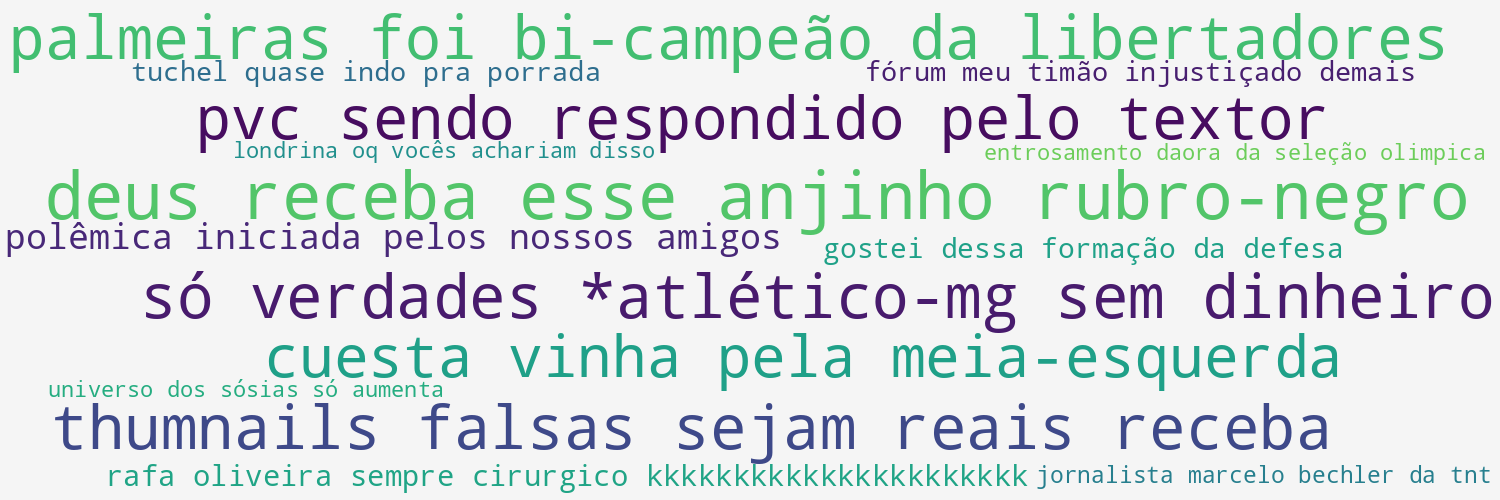 palmeiras foi bi-campeão da libertadores
tuchel quase indo pra porrada
fórum meu timão injustiçado demais
pvc sendo respondido pelo textor
londrina oq vocês achariam disso
entrosamento daora da seleção olimpica
deus receba esse anjinho rubro-negro
polêmica iniciada pelos nossos amigos
gostei dessa formação da defesa
só verdades *atlético-mg sem dinheiro
cuesta vinha pela meia-esquerda
universo dos sósias só aumenta
thumnails falsas sejam reais receba
rafa oliveira sempre cirurgico kkkkkkkkkkkkkkkkkkkkkk
jornalista marcelo bechler da tnt